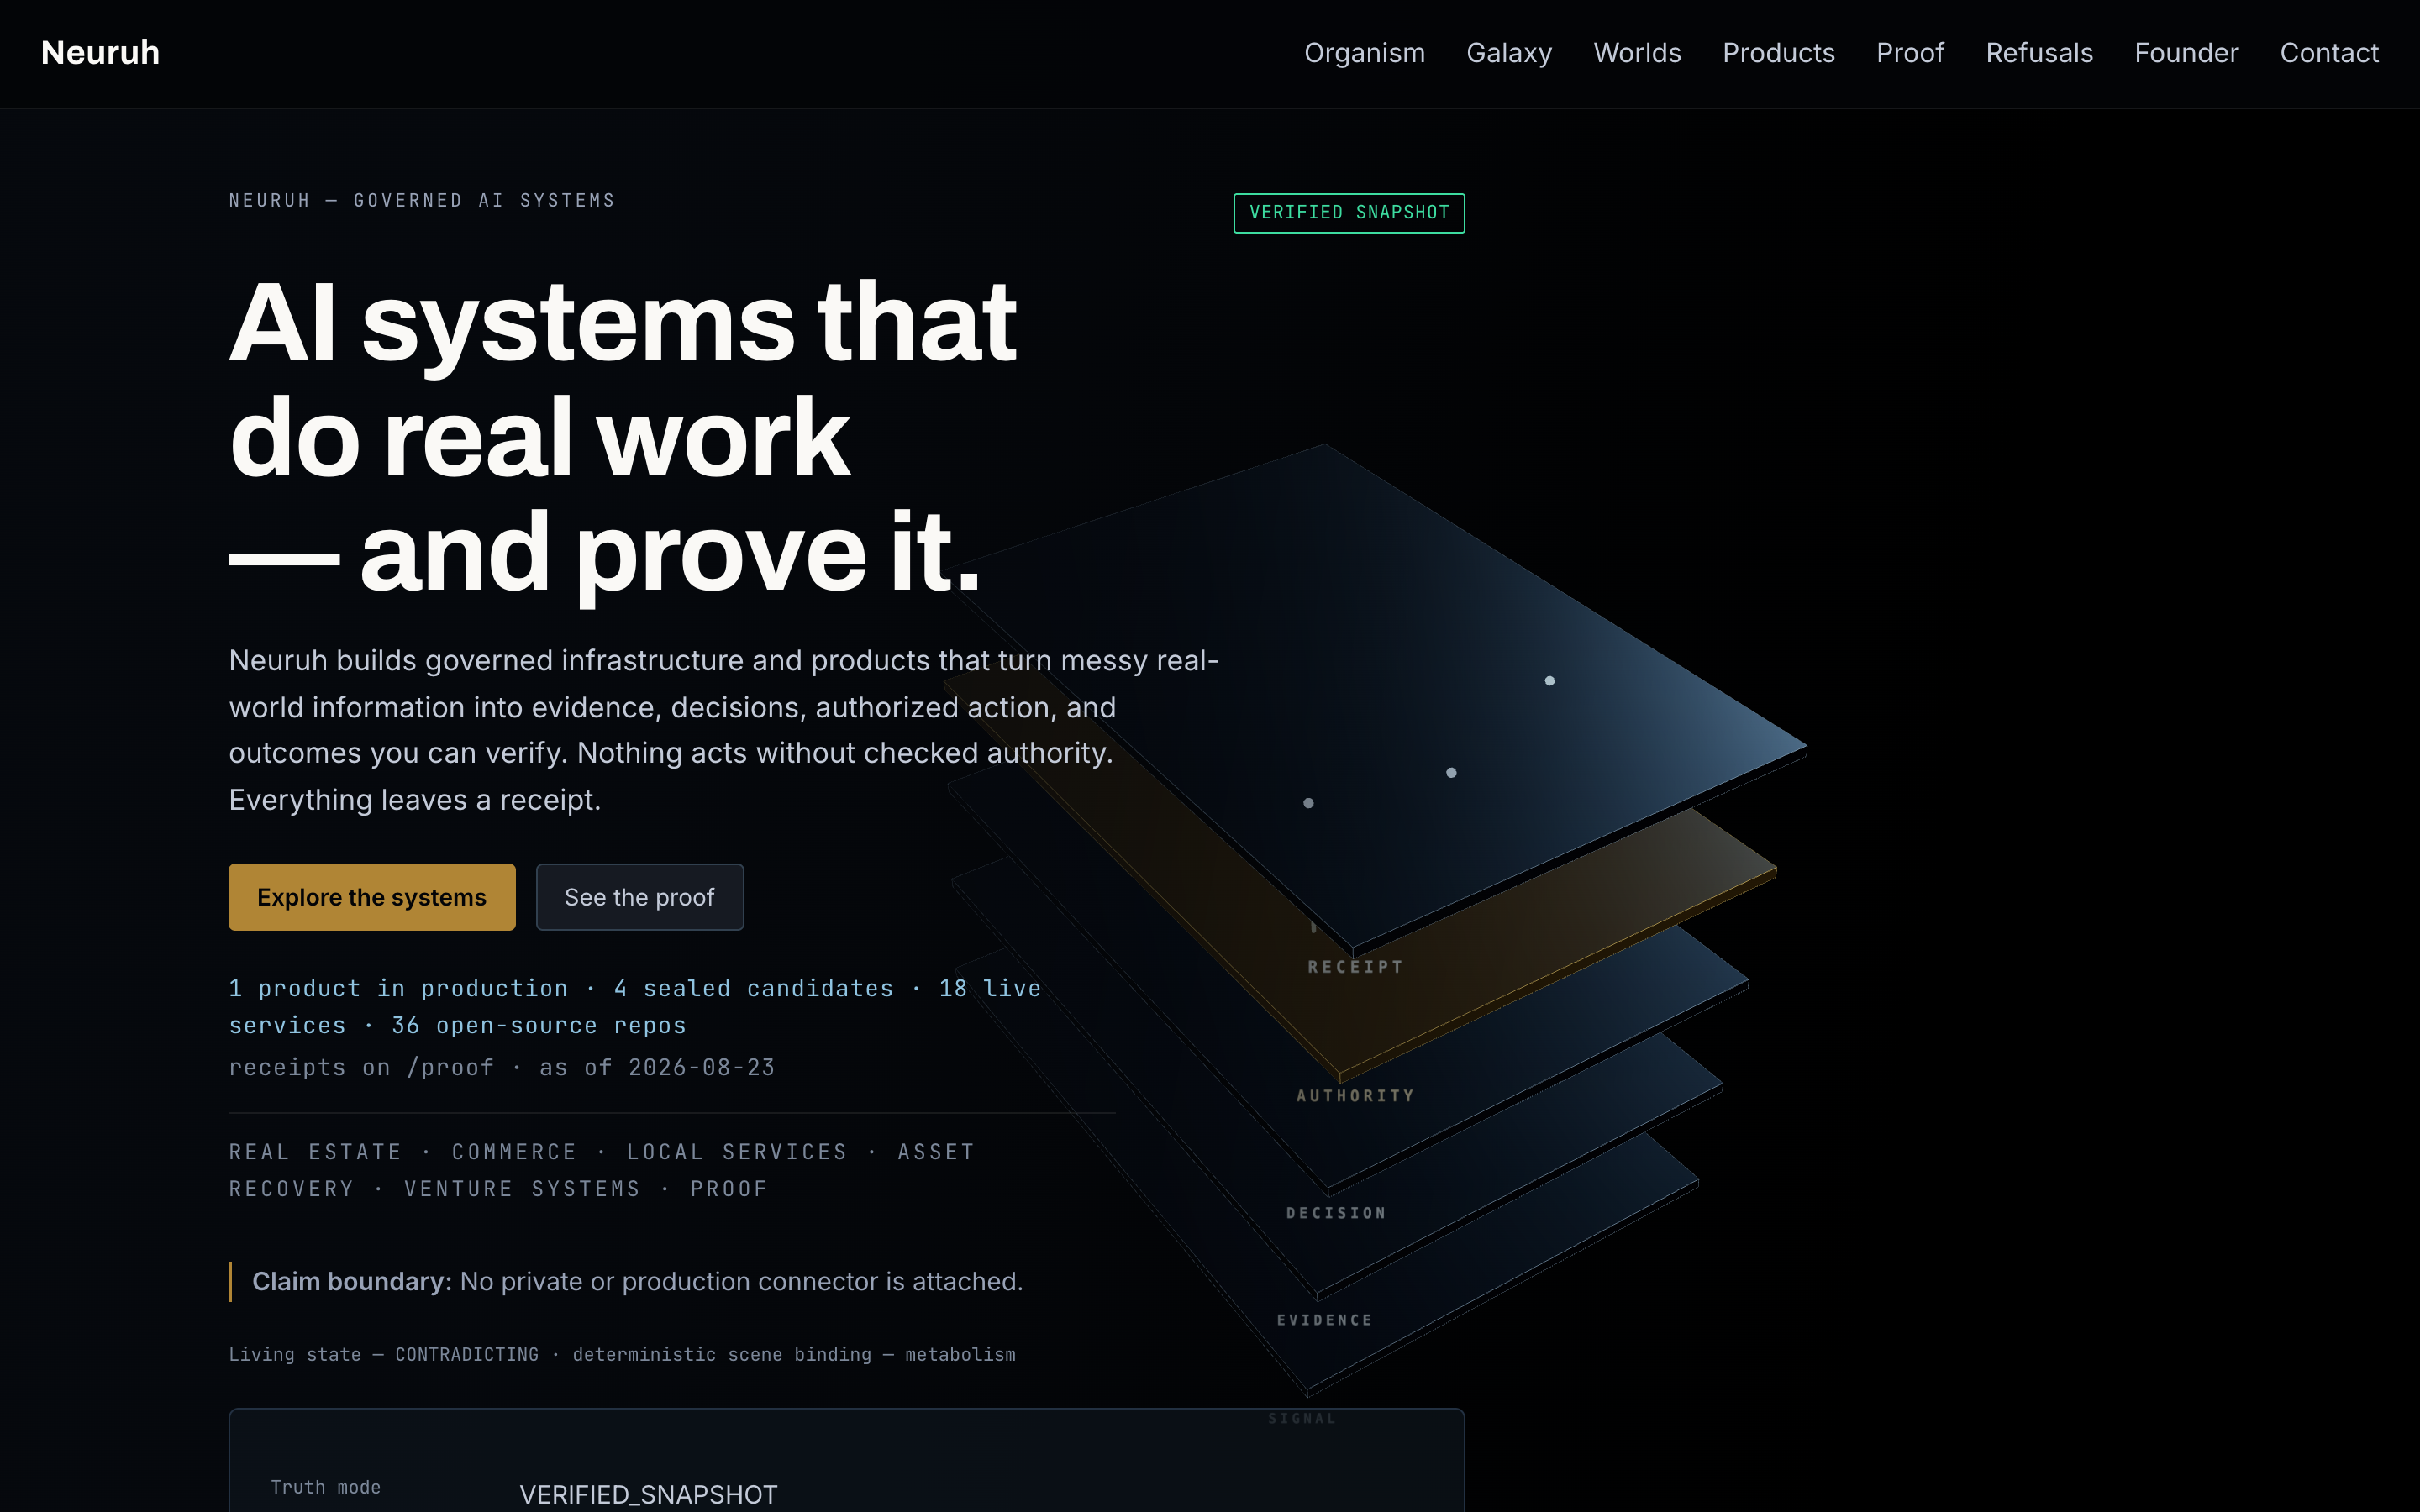 Neuruh
Organism Galaxy Worlds Products Proof Refusals Founder Contact
NEURUH — GOVERNED AI SYSTEMS
VERIFIED SNAPSHOT
AI systems that
do real work
— and prove it.
Neuruh builds governed infrastructure and products that turn messy real-
world information into evidence, decisions, authorized action, and
outcomes you can verify. Nothing acts without checked authority.
Everything leaves a receipt.
Explore the systems
See the proof
1 product in production · 4 sealed candidates · 18 live
services · 36 open-source repos
receipts on /proof · as of 2026-08-23
REAL ESTATE · COMMERCE · LOCAL SERVICES · ASSET
RECOVERY · VENTURE SYSTEMS · PROOF
Claim boundary: No private or production connector is attached.
Living state — CONTRADICTING · deterministic scene binding — metabolism
RECEIPT
AUTHORITY
DECISION
EVIDENCE
SIGNAL
Truth mode
VERIFIED_SNAPSHOT